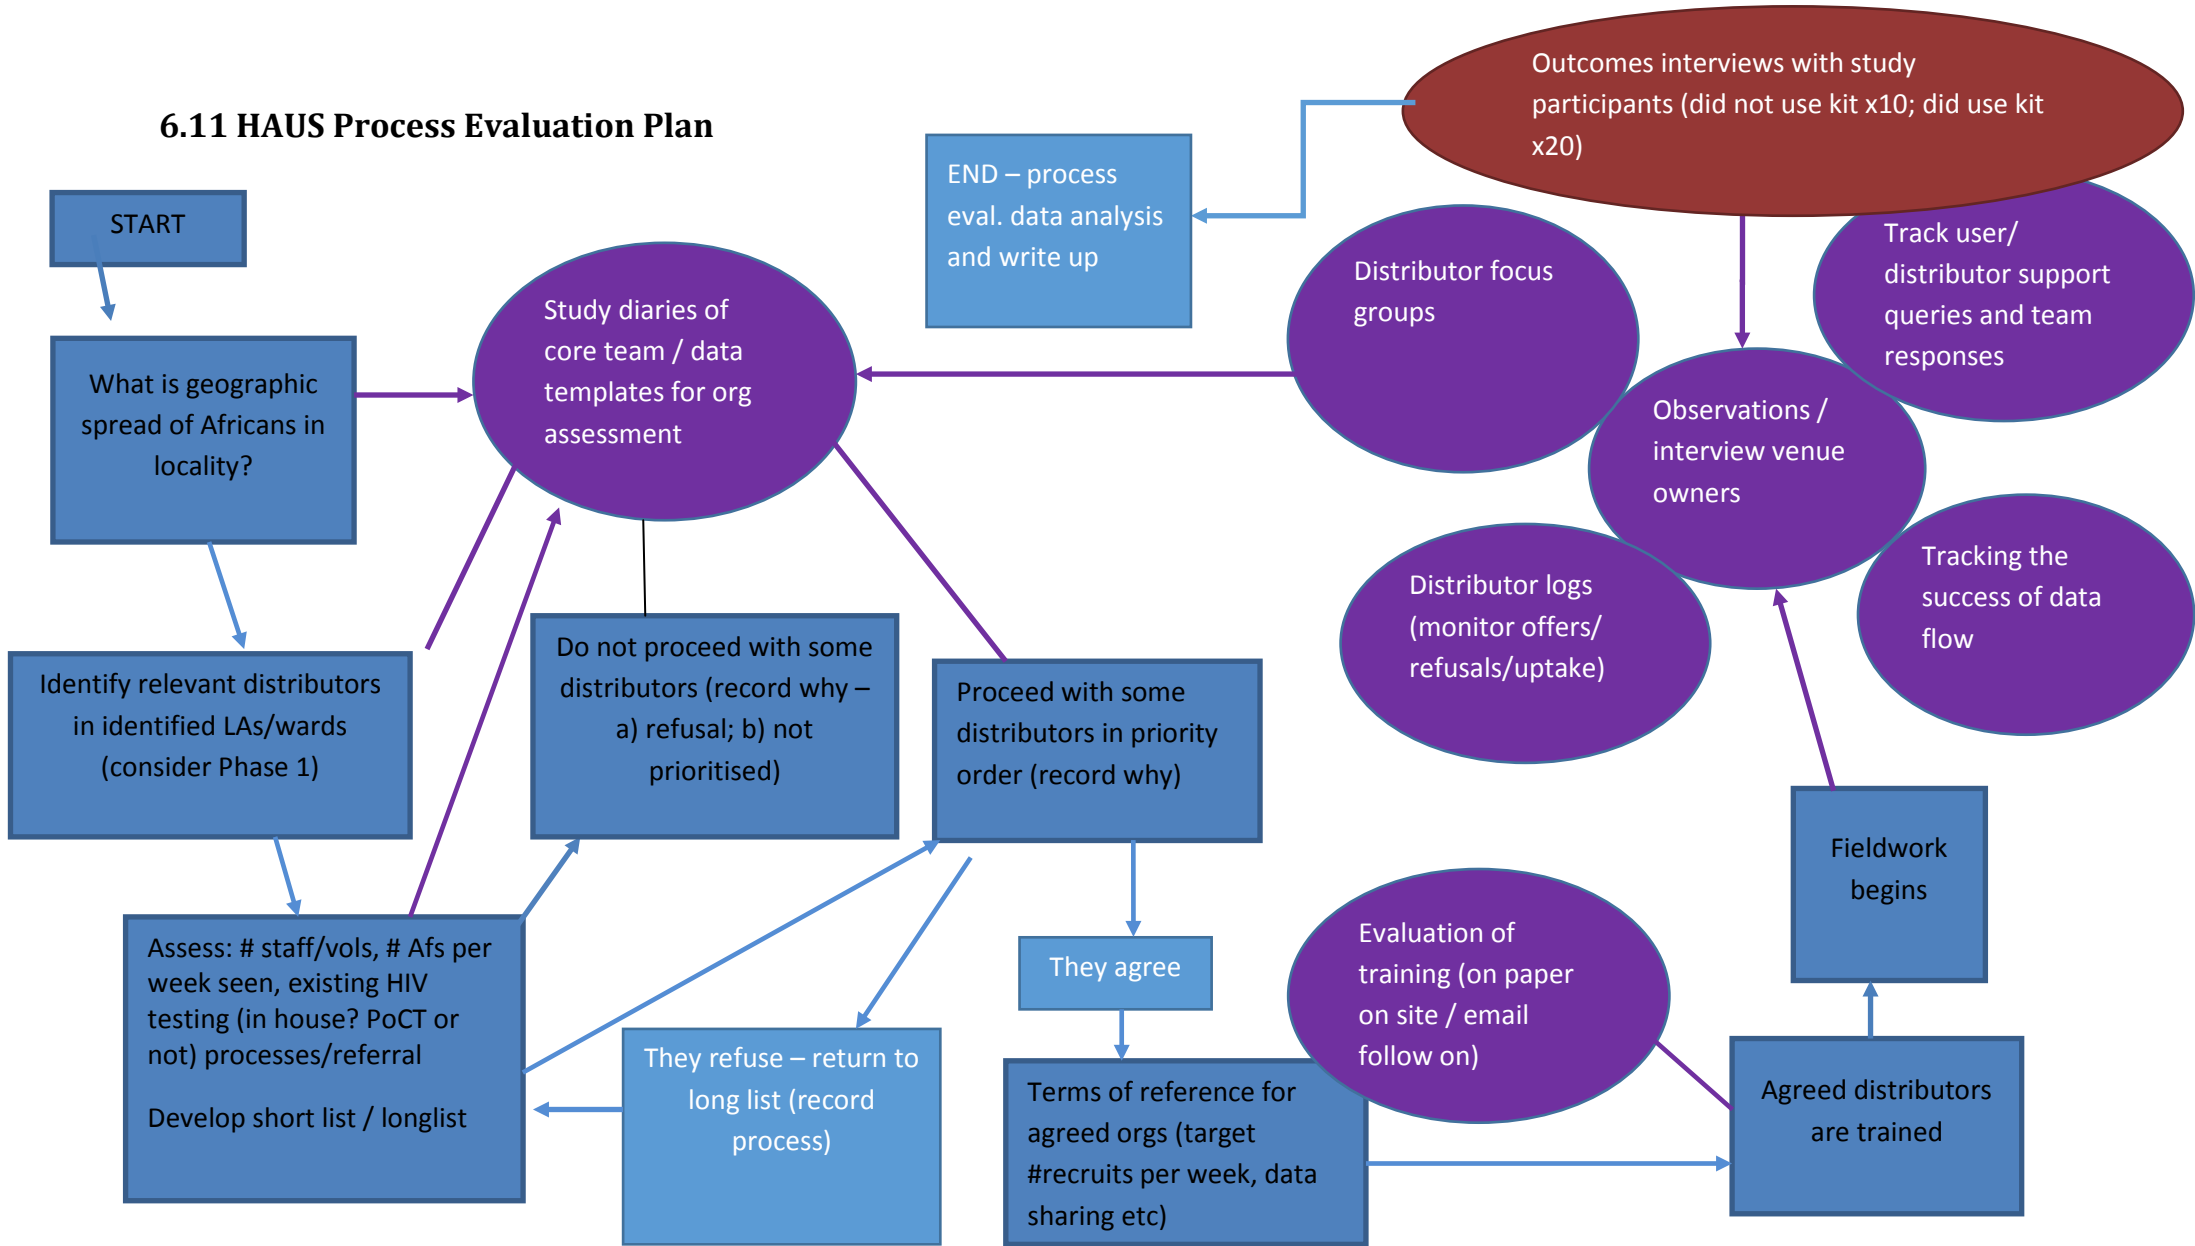 6.11 HAUS Process Evaluation Plan
START
What is geographic
spread of Africans in
locality?
Identify relevant distributors
in identified LAs/wards
(consider Phase 1)
Assess: # staff/vols, # Afs per
week seen, existing HIV
testing (in house? PoCT or
not) processes/referral
Develop short list / longlist
Study diaries of
core team / data
templates for org
assessment
Do not proceed with some
distributors (record why –
a) refusal; b) not
prioritised)
Proceed with some
distributors in priority
order (record why)
They agree
They refuse – return to
long list (record
process)
Terms of reference for
agreed orgs (target
#recruits per week, data
sharing etc)
Evaluation of
training (on paper
on site / email
follow on)
Agreed distributors
are trained
Fieldwork
begins
Observations /
interview venue
owners
Distributor logs
(monitor offers/
refusals/uptake)
Tracking the
success of data
flow
Distributor focus
groups
Track user/
distributor support
queries and team
responses
Outcomes interviews with study
participants (did not use kit x10; did use kit
x20)
END – process
eval. data analysis
and write up